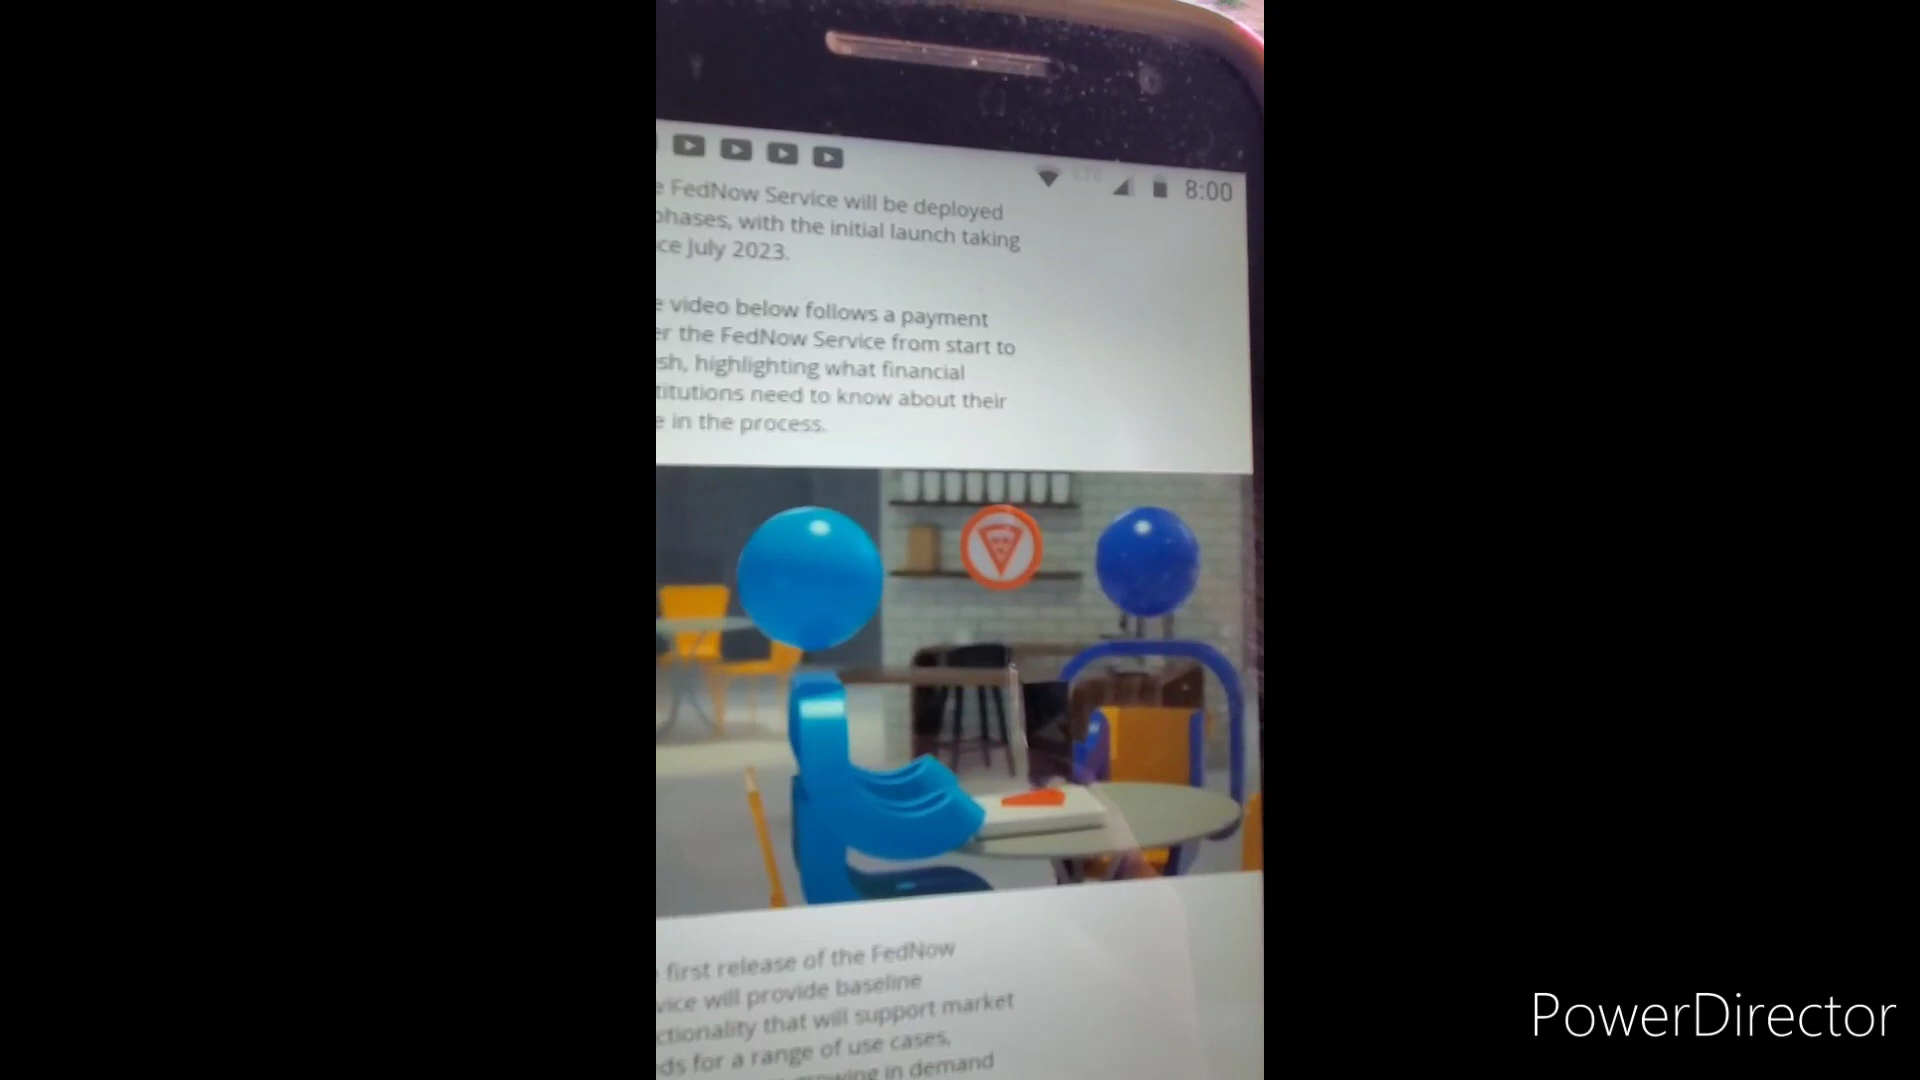 8:00
e FedNow Service will be deployed
phases, with the initial launch taking
ce July 2023.
e video below follows a payment
er the FedNow Service from start to
sh, highlighting what financial
titutions need to know about their
e in the process.
first release of the FedNow
vice will provide baseline
ctionality that will support market
ds for a range of use cases,
growing in demand
PowerDirector